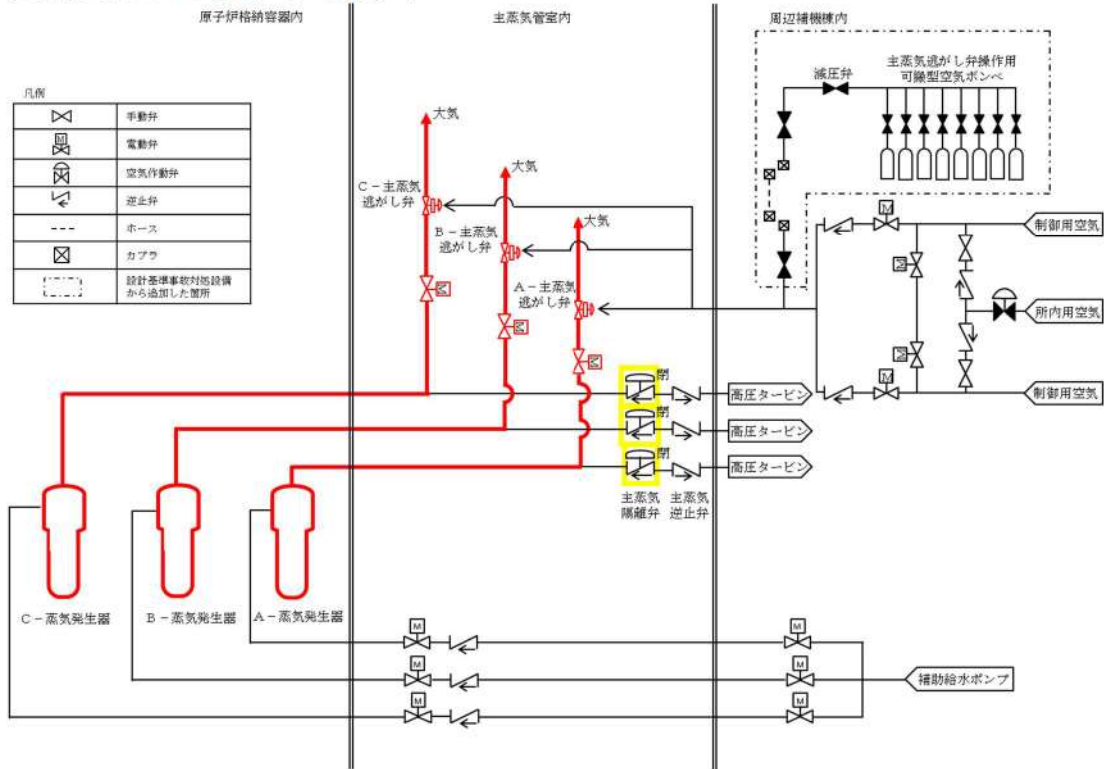 原子炉格納容器内
主蒸気管室内
周辺補機棟内
凡例
手動弁
電動弁
空気作動弁
逆止弁
ホース
カプラ
設計基準事故対処設備
から追加した箇所
M
主蒸気逃がし弁操作用
可搬型空気ボンベ
減圧弁
大気
大気
大気
C－主蒸気
逃がし弁
B－主蒸気
逃がし弁
A－主蒸気
逃がし弁
M
M
M
M
M
M
M
制御用空気
所内用空気
制御用空気
閉
高圧タービン
閉
高圧タービン
閉
高圧タービン
主蒸気
隔離弁
主蒸気
逆止弁
C－蒸気発生器
B－蒸気発生器
A－蒸気発生器
M
M
M
M
M
M
補助給水ポンプ